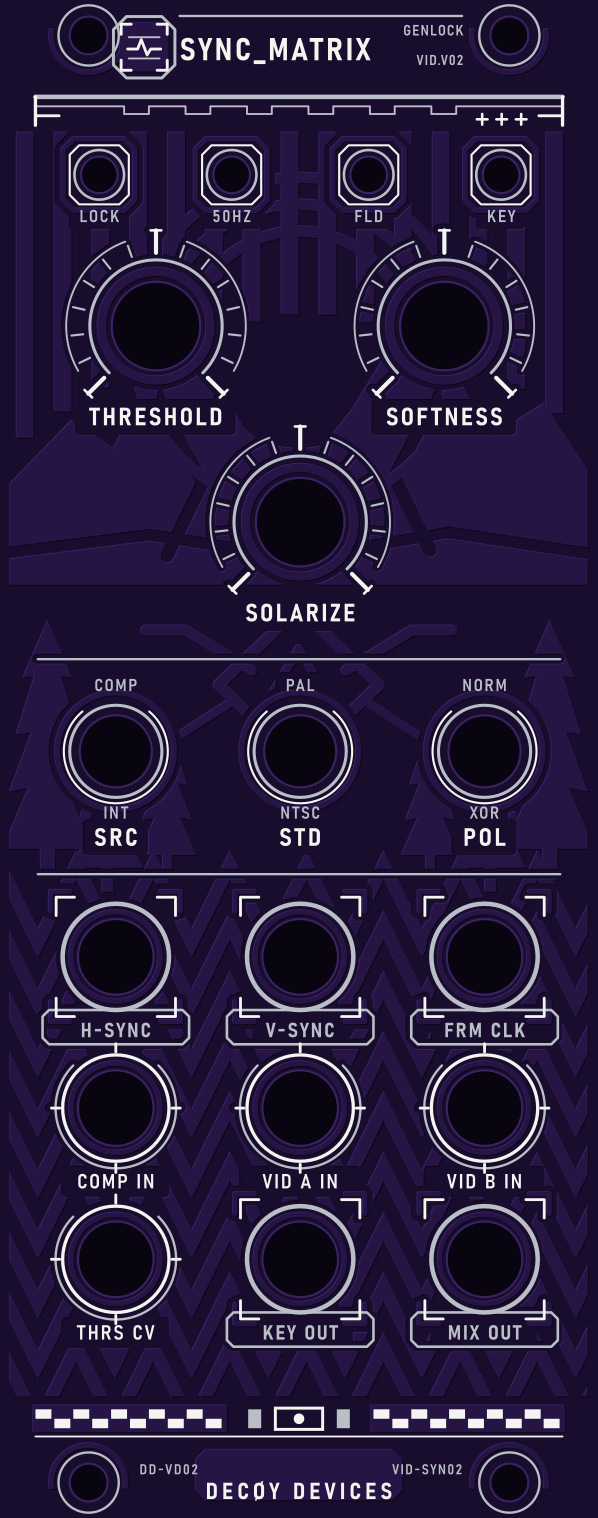 SYNC_MATRIX
GENLOCK
VID.V02
+++
LOCK
50HZ
FLD
KEY
THRESHOLD
SOFTNESS
SOLARIZE
COMP
PAL
NORM
INT
NTSC
XOR
SRC
STD
POL
H-SYNC
V-SYNC
FRM CLK
COMP IN
VID A IN
VID B IN
THRS CV
KEY OUT
MIX OUT
DD-VD02
VID-SYN02
DECØY DEVICES